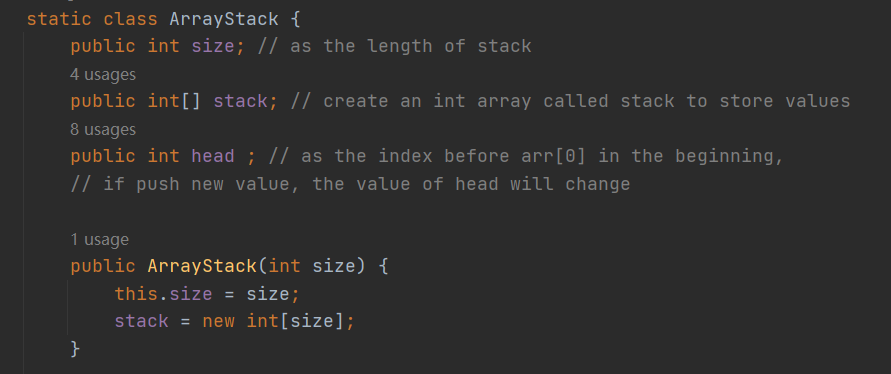 static class ArrayStack {
public int size; // as the length of stack
4 usages
public int[] stack; // create an int array called stack to store values
8 usages
public int head ; // as the index before arr[0] in the beginning,
// if push new value, the value of head will change
1 usage
public ArrayStack(int size) {
this.size = size;
stack = new int[size];
}